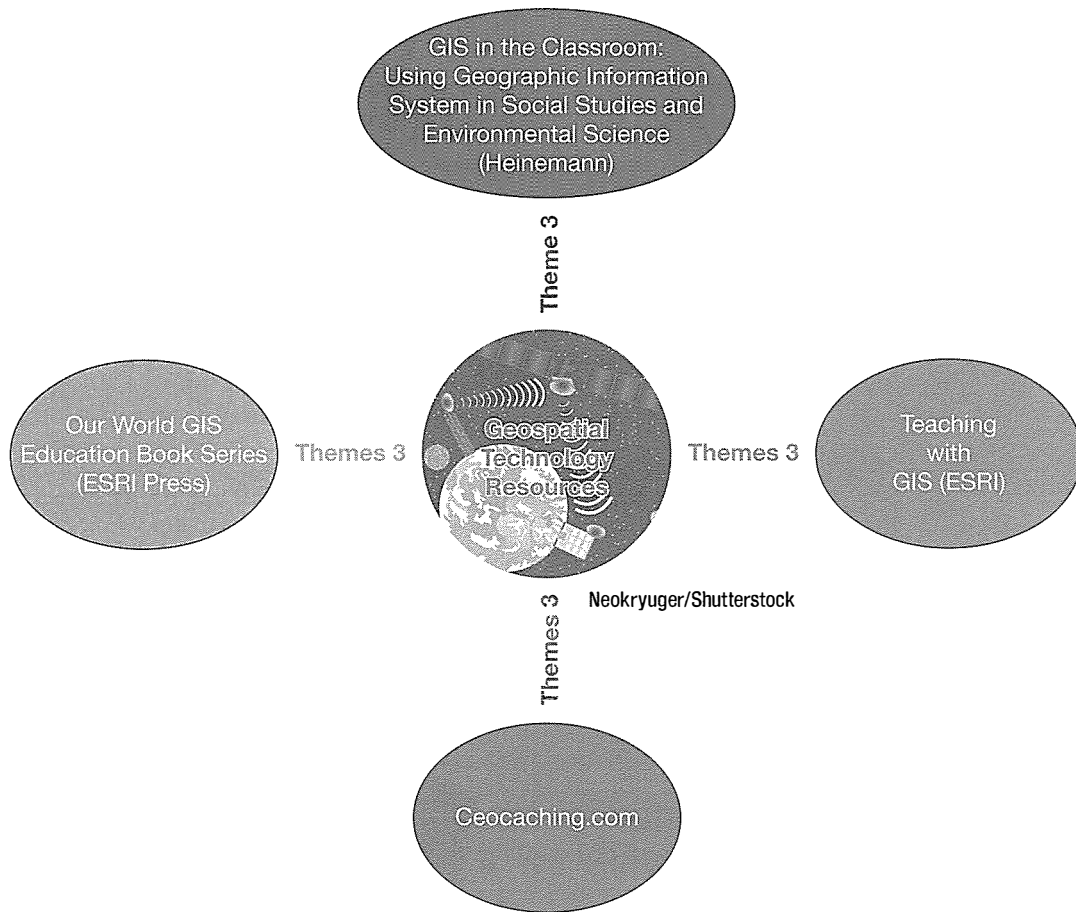 GIS in the Classroom:
Using Geographic Information
System in Social Studies and
Environmental Science
(Heinemann)
Theme 3
Our World GIS
Education Book Series
(ESRI Press)
Themes 3
Geospatial
Technology
Resources
Themes 3
Teaching
with
GIS (ESRI)
Neokryuger/Shutterstock
Themes 3
Ceocaching.com